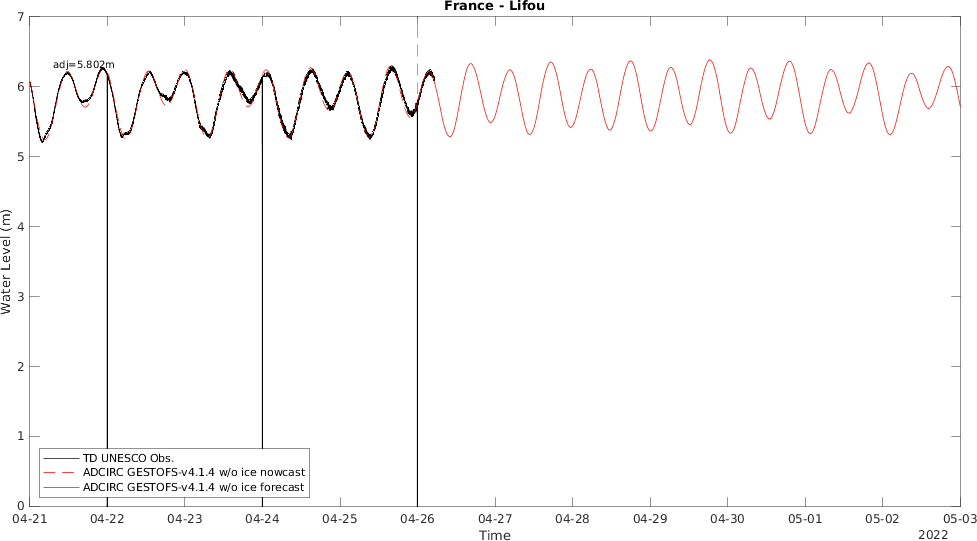 France - Lifou
Water Level (m)
7
6
5
4
3
2
1
0
adj=5.802m
TD UNESCO Obs.
ADCIRC GESTOFS-v4.1.4 w/o ice nowcast
ADCIRC GESTOFS-v4.1.4 w/o ice forecast
04-21 04-22 04-23 04-24 04-25 04-26 04-27 04-28 04-29 04-30 05-01 05-02 05-03
Time
2022